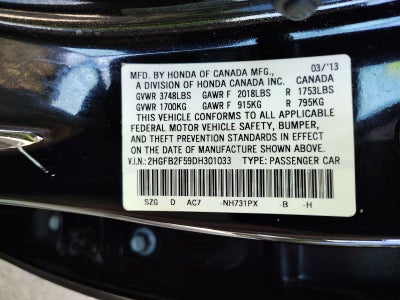 MFD. BY HONDA OF CANADA MFG., 03/'13
A DIVISION OF HONDA CANADA INC. CANADA
GVWR 3748LBS GAWR F 2018LBS R 1753LBS
GVWR 1700KG GAWR F 915KG R 795KG
THIS VEHICLE CONFORMS TO ALL APPLICABLE
FEDERAL MOTOR VEHICLE SAFETY, BUMPER,
AND THEFT PREVENTION STANDARDS IN EFFECT
ON THE DATE OF MANUFACTURE SHOWN ABOVE.
V.I.N.: 2HGFB2F59DH301033 TYPE: PASSENGER CAR
SZG D AC7 -NH731PX -B -H